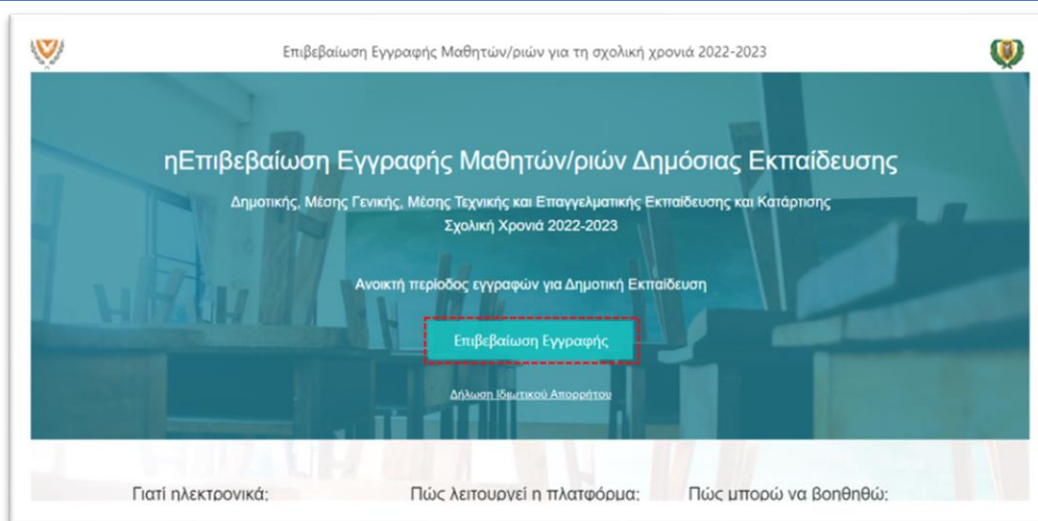 Επιβεβαίωση Εγγραφής Μαθητών/ριών για τη σχολική χρονιά 2022-2023
ηΕπιβεβαίωση Εγγραφής Μαθητών/ριών Δημόσιας Εκπαίδευσης
Δημοτικής, Μέσης Γενικής, Μέσης Τεχνικής και Επαγγελματικής Εκπαίδευσης και Κατάρτισης
Σχολική Χρονιά 2022-2023
Ανοικτή περίοδος εγγραφών για Δημοτική Εκπαίδευση
Επιβεβαίωση Εγγραφής
Δήλωση Ιδιωτικού Απορρήτου
Γιατί ηλεκτρονικά; Πώς λειτουργεί η πλατφόρμα; Πώς μπορώ να βοηθηθώ;